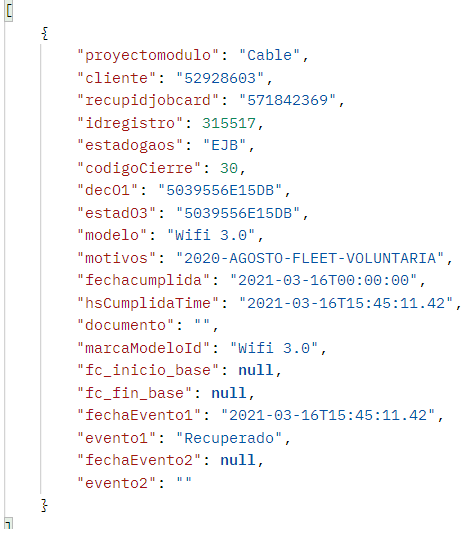 [
{
"proyectomodulo": "Cable",
"cliente": "52928603",
"recupidjobcard": "571842369",
"idregistro": 315517,
"estadogaos": "EJB",
"codigoCierre": 30,
"deco1": "5039556E15DB",
"estad03": "5039556E15DB",
"modelo": "Wifi 3.0",
"motivos": "2020-AGOSTO-FLEET-VOLUNTARIA",
"fechacumplida": "2021-03-16T00:00:00",
"hsCumplidaTime": "2021-03-16T15:45:11.42",
"documento": "",
"marcaModeloId": "Wifi 3.0",
"fc_inicio_base": null,
"fc_fin_base": null,
"fechaEvento1": "2021-03-16T15:45:11.42",
"evento1": "Recuperado",
"fechaEvento2": null,
"evento2": ""
}
]